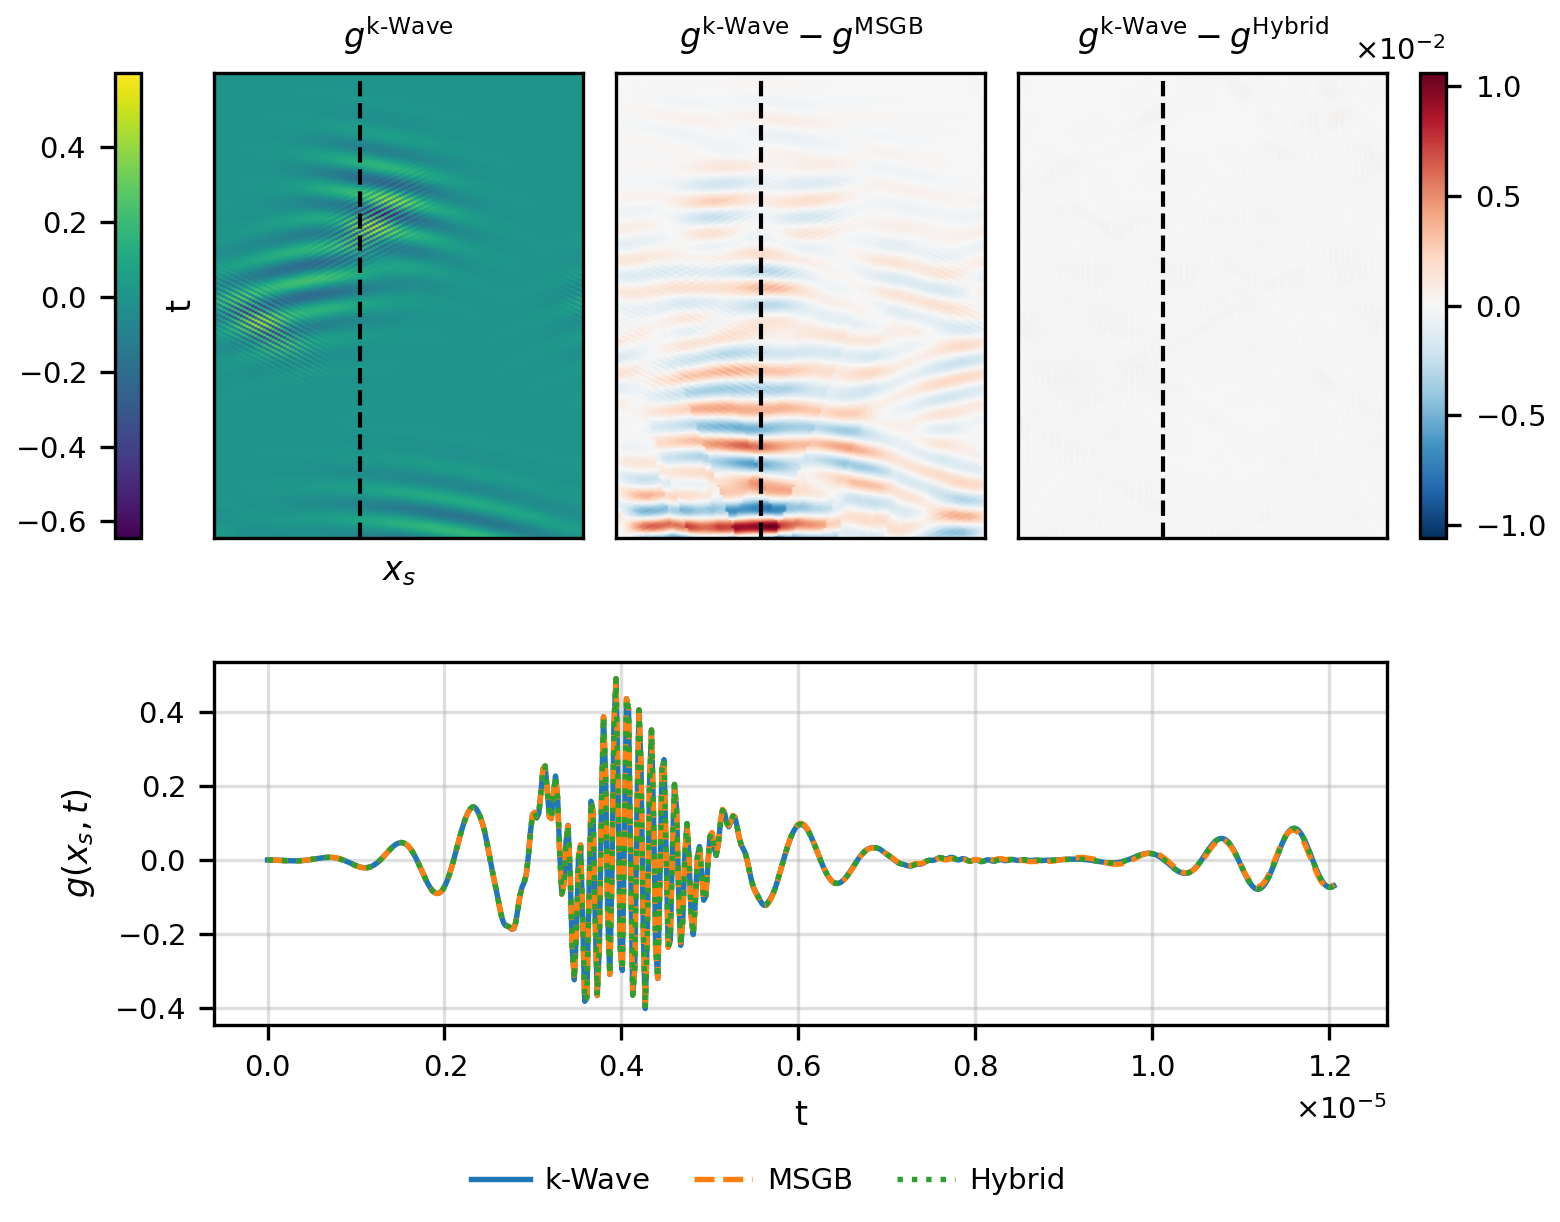 g^k-Wave
g^k-Wave − g^MSGB
g^k-Wave − g^Hybrid
×10⁻²
0.4
0.2
0.0
−0.2
−0.4
−0.6
t
x_s
1.0
0.5
0.0
−0.5
−1.0
g(x_s, t)
0.4
0.2
0.0
−0.2
−0.4
0.0 0.2 0.4 0.6 0.8 1.0 1.2
t
×10⁻⁵
k-Wave MSGB Hybrid